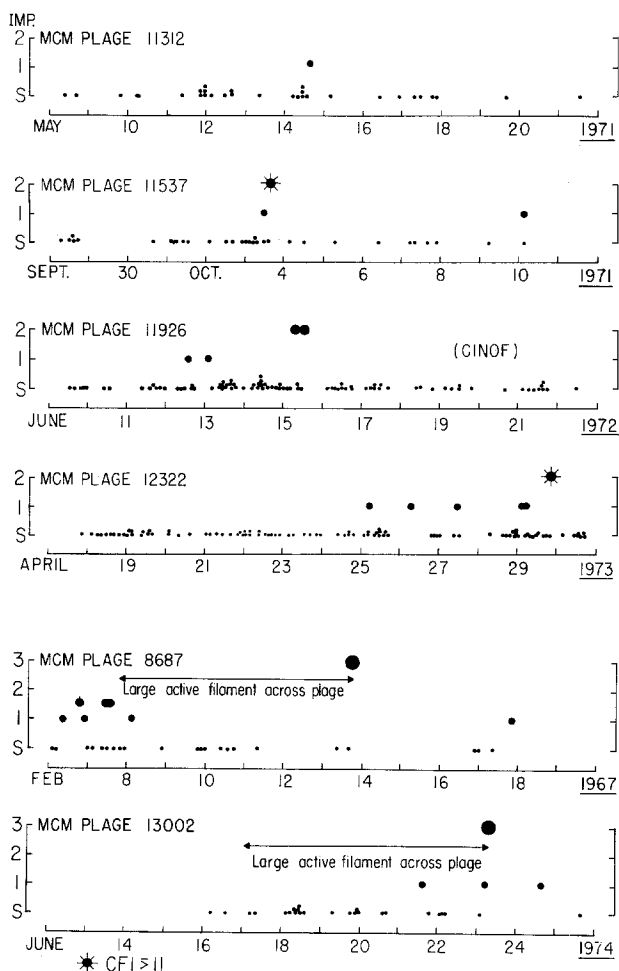 IMP.
2 MCM PLAGE 11312
1
S
MAY 10 12 14 16 18 20 1971
2 MCM PLAGE 11537
1
S
SEPT. 30 OCT. 4 6 8 10 1971
2 MCM PLAGE 11926
1 (CINOF)
S
JUNE 11 13 15 17 19 21 1972
2 MCM PLAGE 12322
1
S
APRIL 19 21 23 25 27 29 1973
3 MCM PLAGE 8687
2 Large active filament across plage
1
S
FEB 8 10 12 14 16 18 1967
3 MCM PLAGE 13002
2 Large active filament across plage
1
S
JUNE 14 16 18 20 22 24 1974
CFI ≥ 11